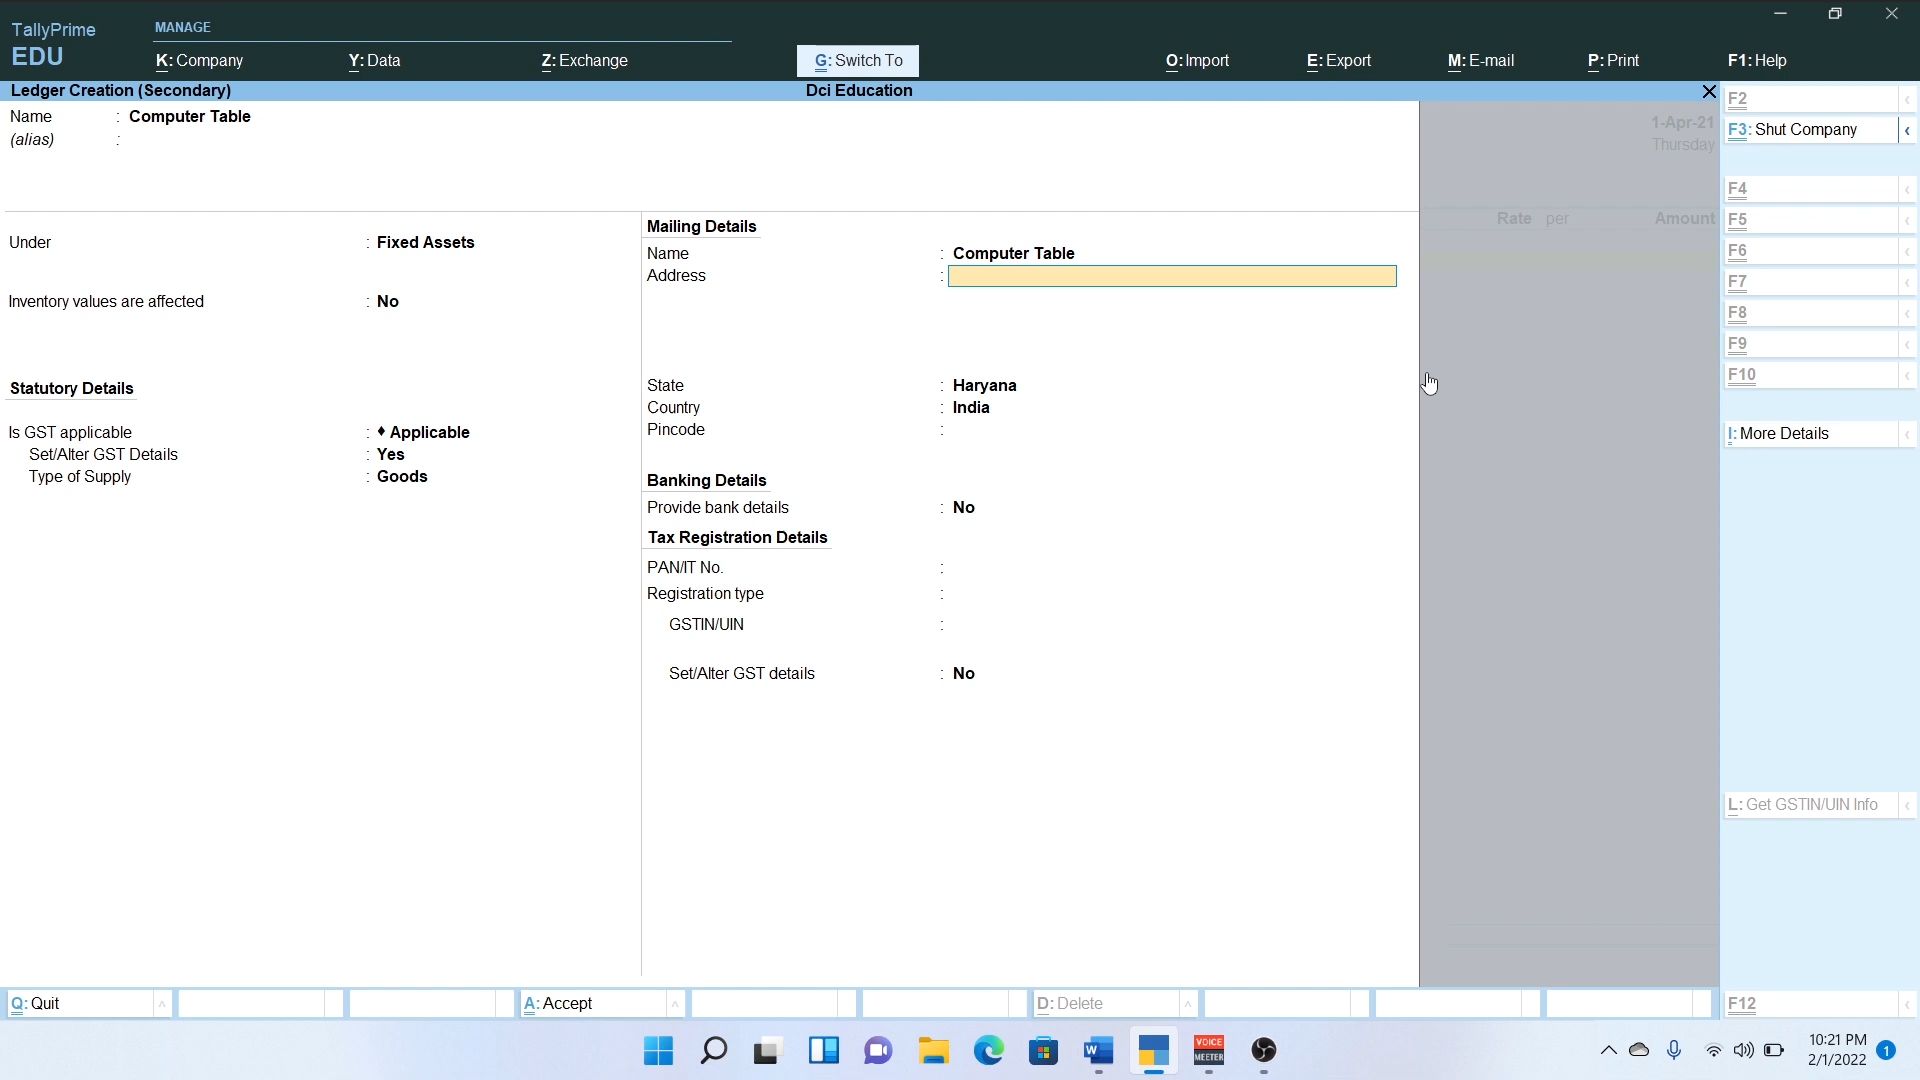 TallyPrime
EDU
MANAGE
K: Company
Y: Data
Z: Exchange
G: Switch To
O: Import
E: Export
M: E-mail
P: Print
F1: Help
Ledger Creation (Secondary)
Dci Education
Name : Computer Table
(alias) :
Under : Fixed Assets
Inventory values are affected : No
Statutory Details
Is GST applicable : ♦ Applicable
Set/Alter GST Details : Yes
Type of Supply : Goods
Mailing Details
Name : Computer Table
Address :
State : Haryana
Country : India
Pincode :
Banking Details
Provide bank details : No
Tax Registration Details
PAN/IT No. :
Registration type :
GSTIN/UIN :
Set/Alter GST details : No
1-Apr-21
Thursday
Rate per Amount
F2
F3: Shut Company
F4
F5
F6
F7
F8
F9
F10
I: More Details
L: Get GSTIN/UIN Info
F12
Q: Quit
A: Accept
D: Delete
W
VOICE
MEETER
10:21 PM
2/1/2022
1